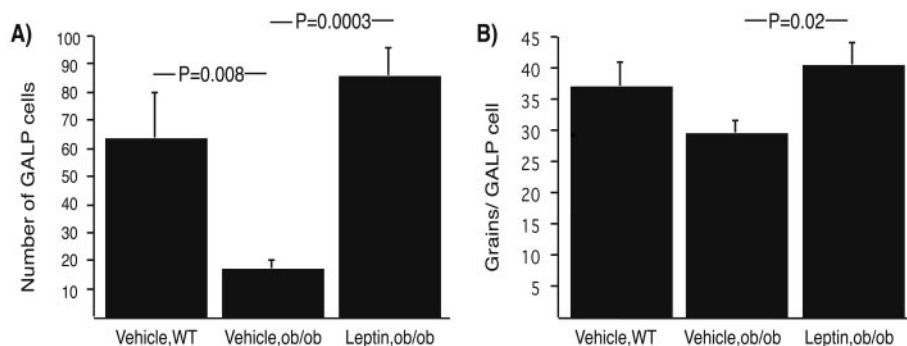 A)
P=0.0003
P=0.008
Number of GALP cells
100
90
80
70
60
50
40
30
20
10
Vehicle,WT Vehicle,ob/ob Leptin,ob/ob
B)
P=0.02
Grains/ GALP cell
45
40
35
30
25
20
15
10
5
Vehicle,WT Vehicle,ob/ob Leptin,ob/ob